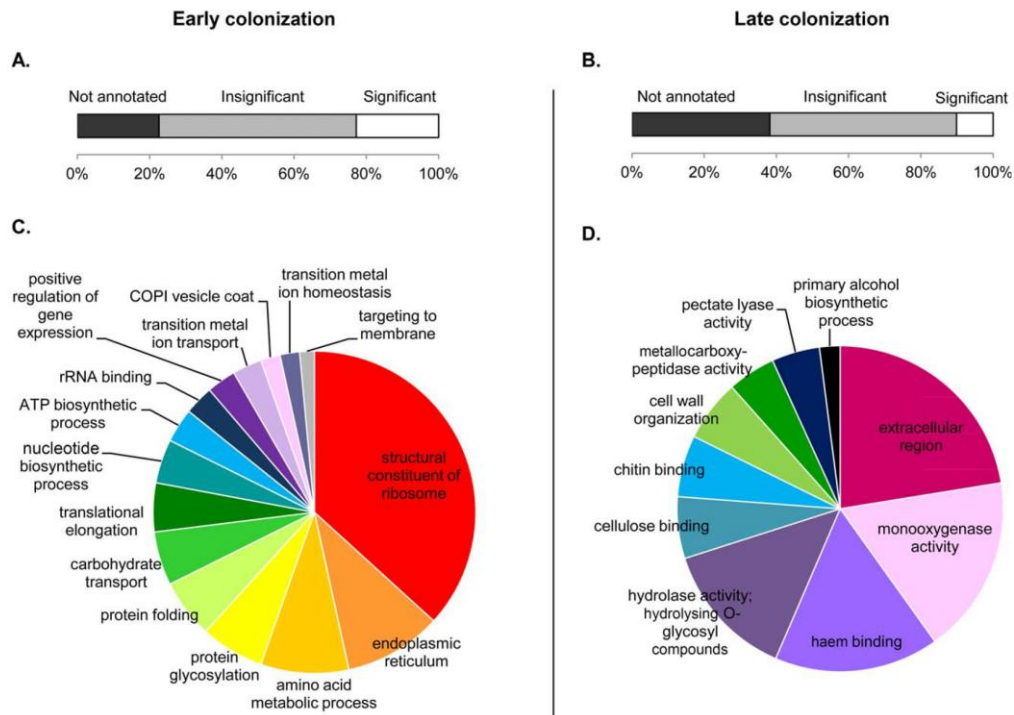 Early colonization
Late colonization
A.
Not annotated
Insignificant
Significant
0%
20%
40%
60%
80%
100%
B.
Not annotated
Insignificant
Significant
0%
20%
40%
60%
80%
100%
C.
positive
regulation of
gene
expression
COPI vesicle coat
transition metal
ion homeostasis
transition metal
ion transport
targeting to
membrane
rRNA binding
ATP biosynthetic
process
nucleotide
biosynthetic
process
translational
elongation
carbohydrate
transport
protein folding
protein
glycosylation
amino acid
metabolic process
endoplasmic
reticulum
structural
constituent of
ribosome
D.
primary alcohol
biosynthetic
process
pectate lyase
activity
metallocarboxy-
peptidase activity
cell wall
organization
chitin binding
cellulose binding
hydrolase activity;
hydrolysing O-
glycosyl
compounds
haem binding
monooxygenase
activity
extracellular
region